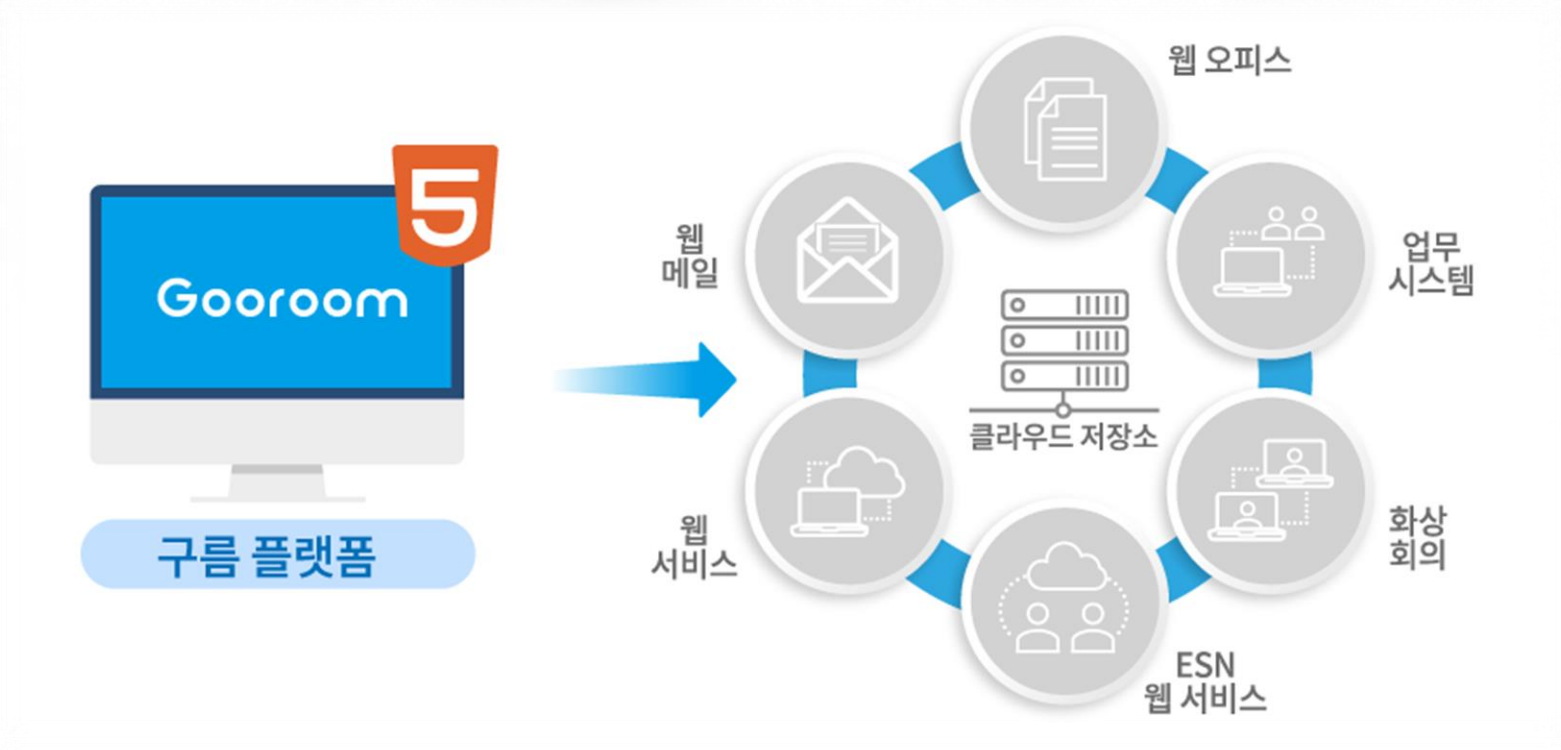 5
Gooroom
구름 플랫폼
웹 오피스
업무
시스템
화상
회의
ESN
웹 서비스
웹
서비스
웹
메일
클라우드 저장소